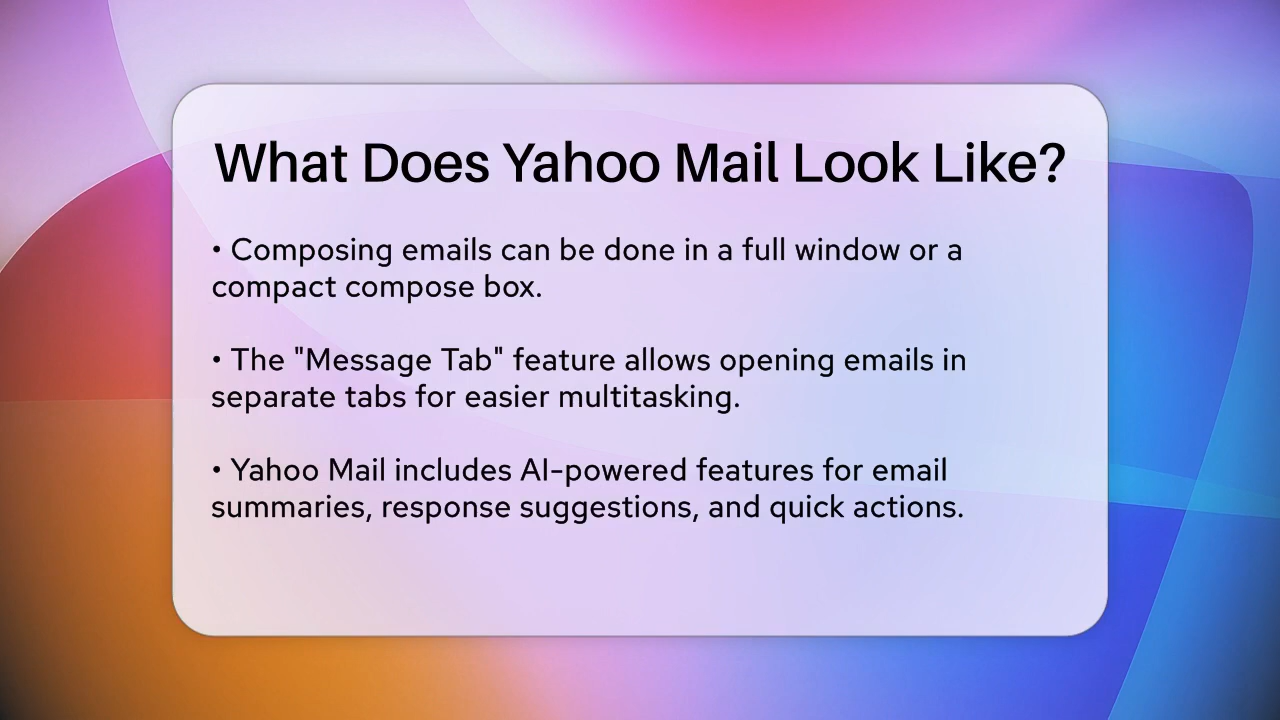 What Does Yahoo Mail Look Like?
• Composing emails can be done in a full window or a
compact compose box.
• The "Message Tab" feature allows opening emails in
separate tabs for easier multitasking.
• Yahoo Mail includes AI-powered features for email
summaries, response suggestions, and quick actions.